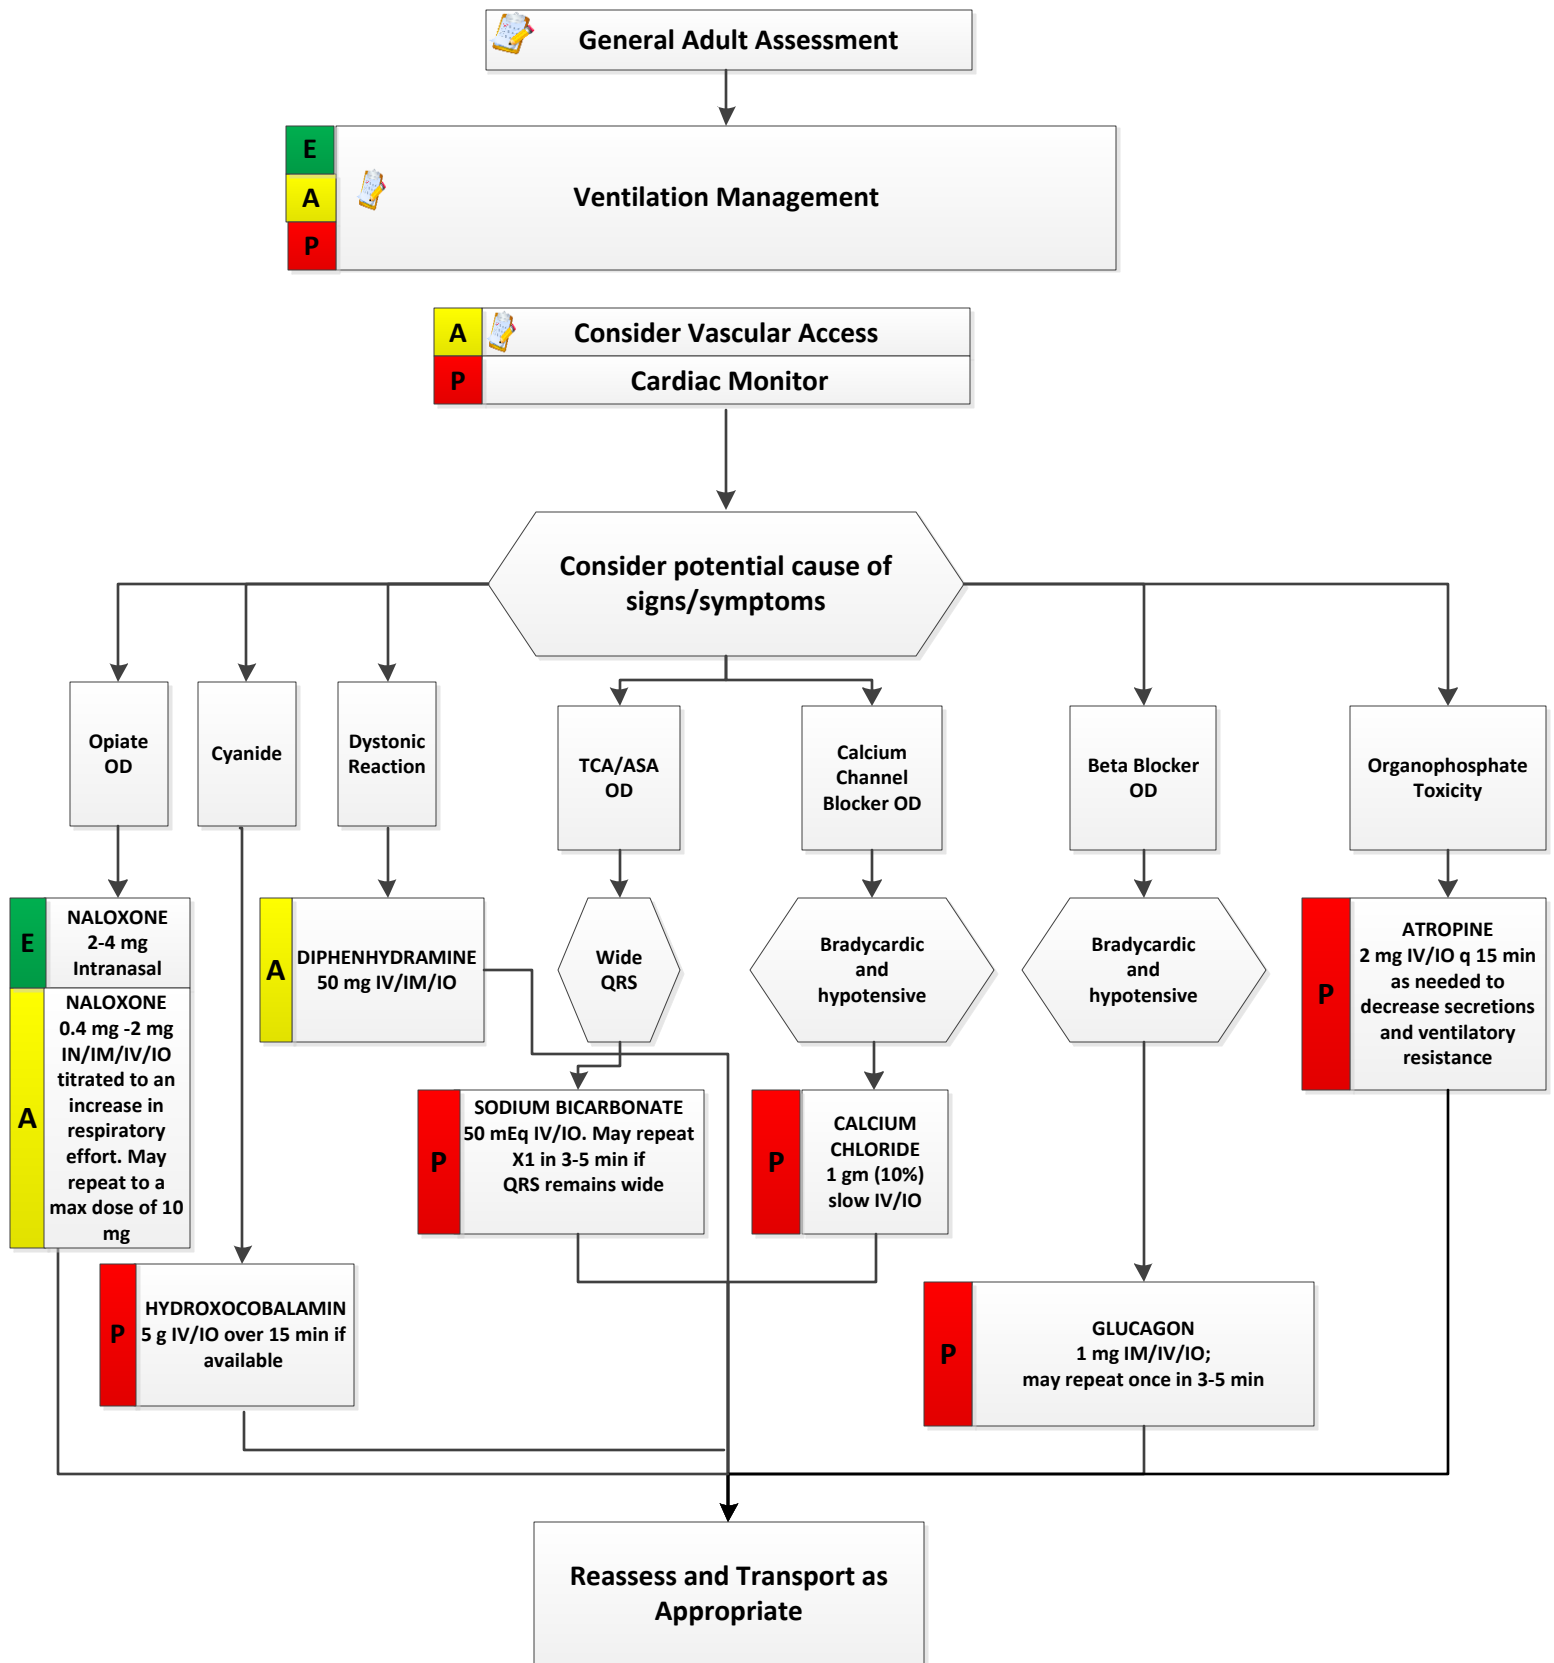 General Adult Assessment
E
A
P
Ventilation Management
A
Consider Vascular Access
P
Cardiac Monitor
Consider potential cause of
signs/symptoms
Opiate
OD
Cyanide
Dystonic
Reaction
TCA/ASA
OD
Calcium
Channel
Blocker OD
Beta Blocker
OD
Organophosphate
Toxicity
E
NALOXONE
2-4 mg
Intranasal
A
NALOXONE
0.4 mg -2 mg
IN/IM/IV/IO
titrated to an
increase in
respiratory
effort. May
repeat to a
max dose of 10
mg
A
DIPHENHYDRAMINE
50 mg IV/IM/IO
Wide
QRS
Bradycardic
and
hypotensive
Bradycardic
and
hypotensive
P
ATROPINE
2 mg IV/IO q 15 min
as needed to
decrease secretions
and ventilatory
resistance
P
SODIUM BICARBONATE
50 mEq IV/IO. May repeat
X1 in 3-5 min if
QRS remains wide
P
CALCIUM
CHLORIDE
1 gm (10%)
slow IV/IO
P
HYDROXOCOBALAMIN
5 g IV/IO over 15 min if
available
P
GLUCAGON
1 mg IM/IV/IO;
may repeat once in 3-5 min
Reassess and Transport as
Appropriate